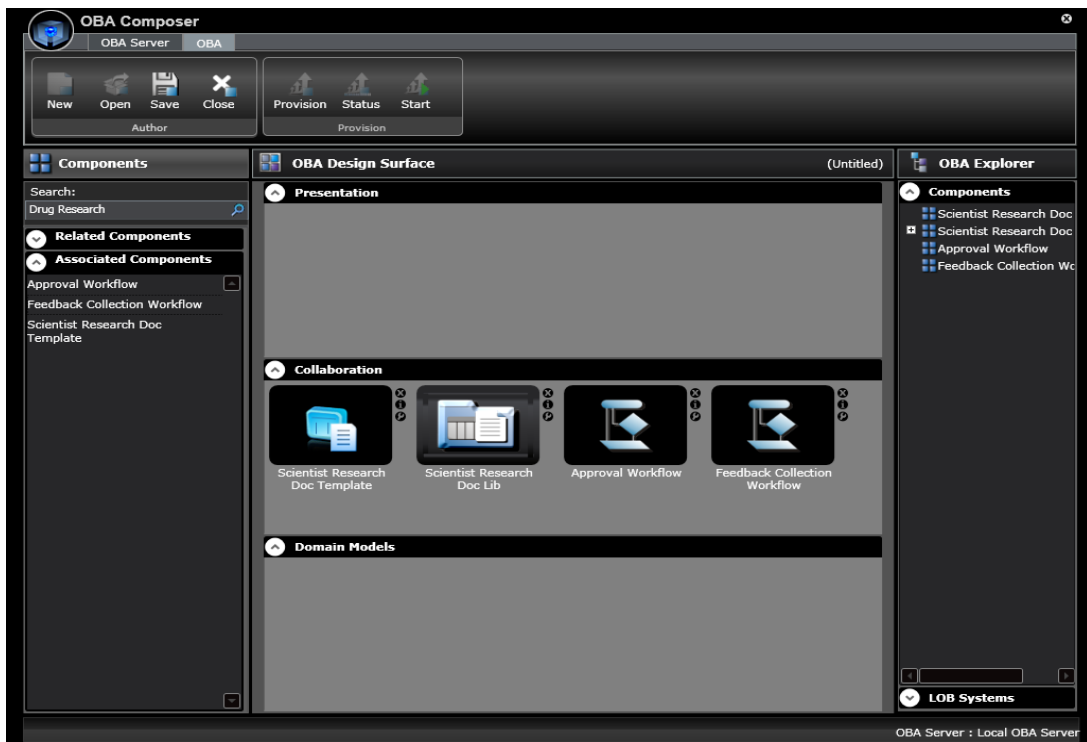 OBA Composer
OBA Server OBA
New Open Save Close
Author
Provision Status Start
Provision
Components
Search:
Drug Research
Related Components
Associated Components
Approval Workflow
Feedback Collection Workflow
Scientist Research Doc
Template
OBA Design Surface (Untitled)
Presentation
Collaboration
Scientist Research
Doc Template
Scientist Research
Doc Lib
Approval Workflow
Feedback Collection
Workflow
Domain Models
OBA Explorer
Components
Scientist Research Doc
Scientist Research Doc
Approval Workflow
Feedback Collection Wo
LOB Systems
OBA Server : Local OBA Server